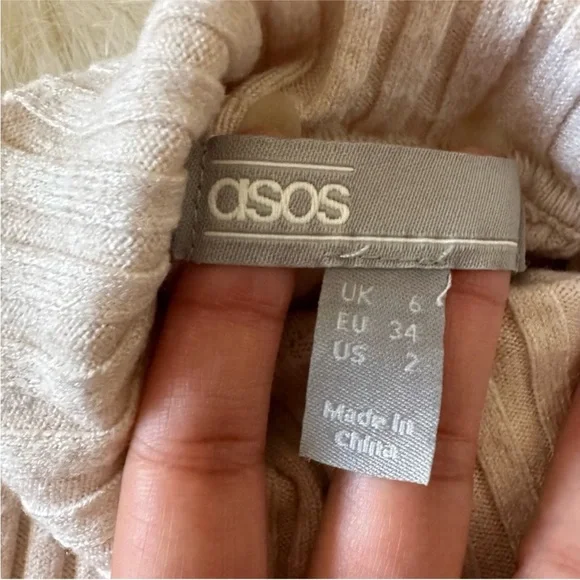 asos
UK 6
EU 34
US 2
Made in
China